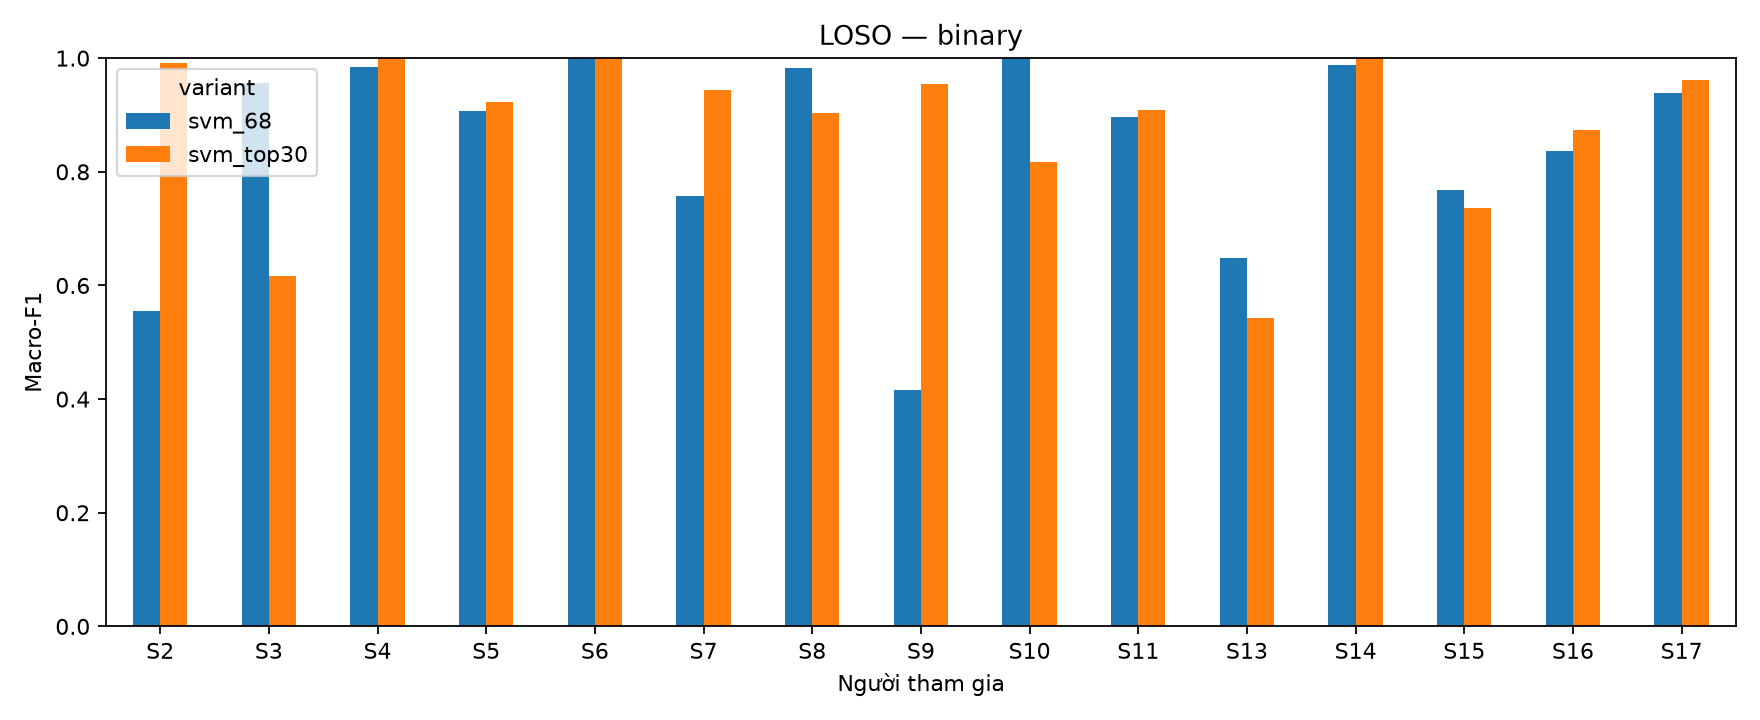 LOSO — binary
Macro-F1
1.0
0.8
0.6
0.4
0.2
0.0
variant
svm_68
svm_top30
S2 S3 S4 S5 S6 S7 S8 S9 S10 S11 S13 S14 S15 S16 S17
Người tham gia